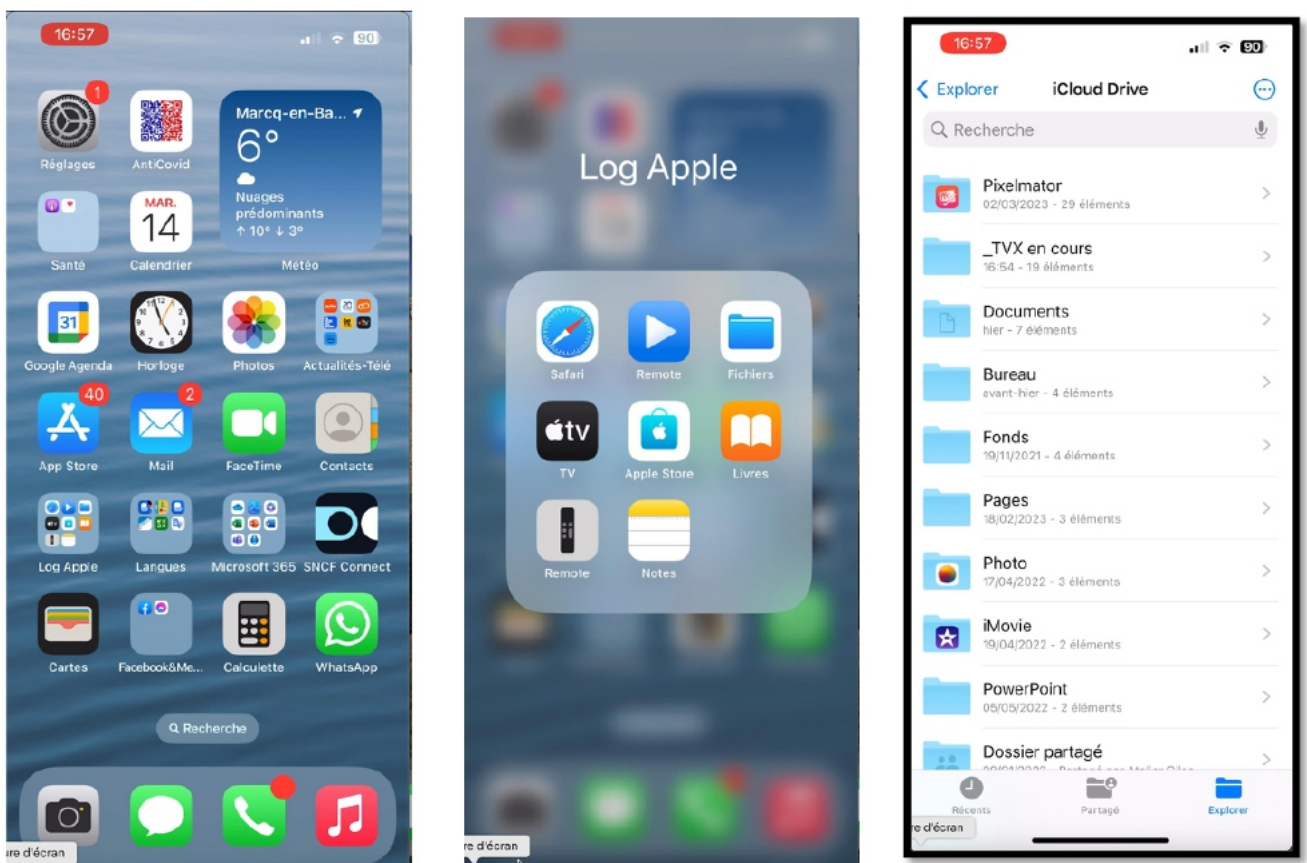 16:57
90
1
Marcq-en-Ba...
6°
Nuages
prédominants
↑ 10° ↓ 3°
Réglages
AntiCovid
Météo
MAR.
14
Santé
Calendrier
31
Google Agenda
Horloge
Photos
Actualités-Télé
40
2
App Store
Mail
FaceTime
Contacts
Log Apple
Langues
Microsoft 365
SNCF Connect
Cartes
Facebook&Me...
Calculette
WhatsApp
Recherche
re d'écran
Log Apple
Safari
Remote
Fichiers
tv
TV
Apple Store
Livres
Remote
Notes
re d'écran
16:57
90
Explorer
iCloud Drive
Recherche
Pixelmator
02/03/2023 - 29 éléments
_TVX en cours
16:54 - 19 éléments
Documents
hier - 7 éléments
Bureau
avant-hier - 4 éléments
Fonds
19/11/2021 - 4 éléments
Pages
18/02/2023 - 3 éléments
Photo
17/04/2022 - 3 éléments
iMovie
19/04/2022 - 2 éléments
PowerPoint
05/05/2022 - 2 éléments
Dossier partagé
Récents
Partagé
Explorer
re d'écran